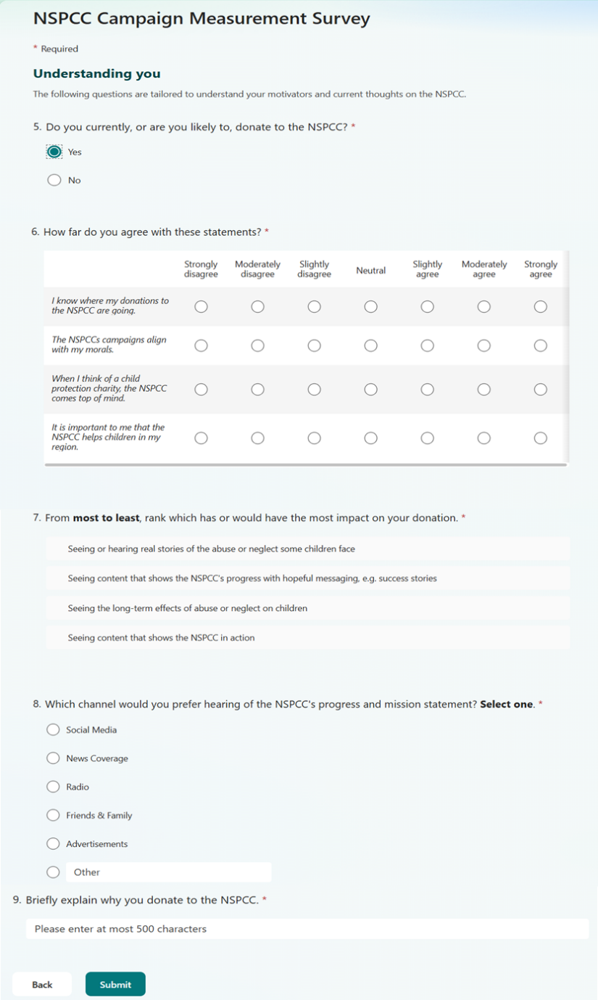 NSPCC Campaign Measurement Survey
* Required
Understanding you
The following questions are tailored to understand your motivators and current thoughts on the NSPCC.
5. Do you currently, or are you likely to, donate to the NSPCC? *
Yes
No
6. How far do you agree with these statements? *
Strongly disagree
Moderately disagree
Slightly disagree
Neutral
Slightly agree
Moderately agree
Strongly agree
I know where my donations to
the NSPCC are going.
The NSPCCs campaigns align
with my morals.
When I think of a child
protection charity, the NSPCC
comes top of mind.
It is important to me that the
NSPCC helps children in my
region.
7. From most to least, rank which has or would have the most impact on your donation. *
Seeing or hearing real stories of the abuse or neglect some children face
Seeing content that shows the NSPCC's progress with hopeful messaging, e.g. success stories
Seeing the long-term effects of abuse or neglect on children
Seeing content that shows the NSPCC in action
8. Which channel would you prefer hearing of the NSPCC's progress and mission statement? Select one. *
Social Media
News Coverage
Radio
Friends & Family
Advertisements
Other
9. Briefly explain why you donate to the NSPCC. *
Please enter at most 500 characters
Back
Submit